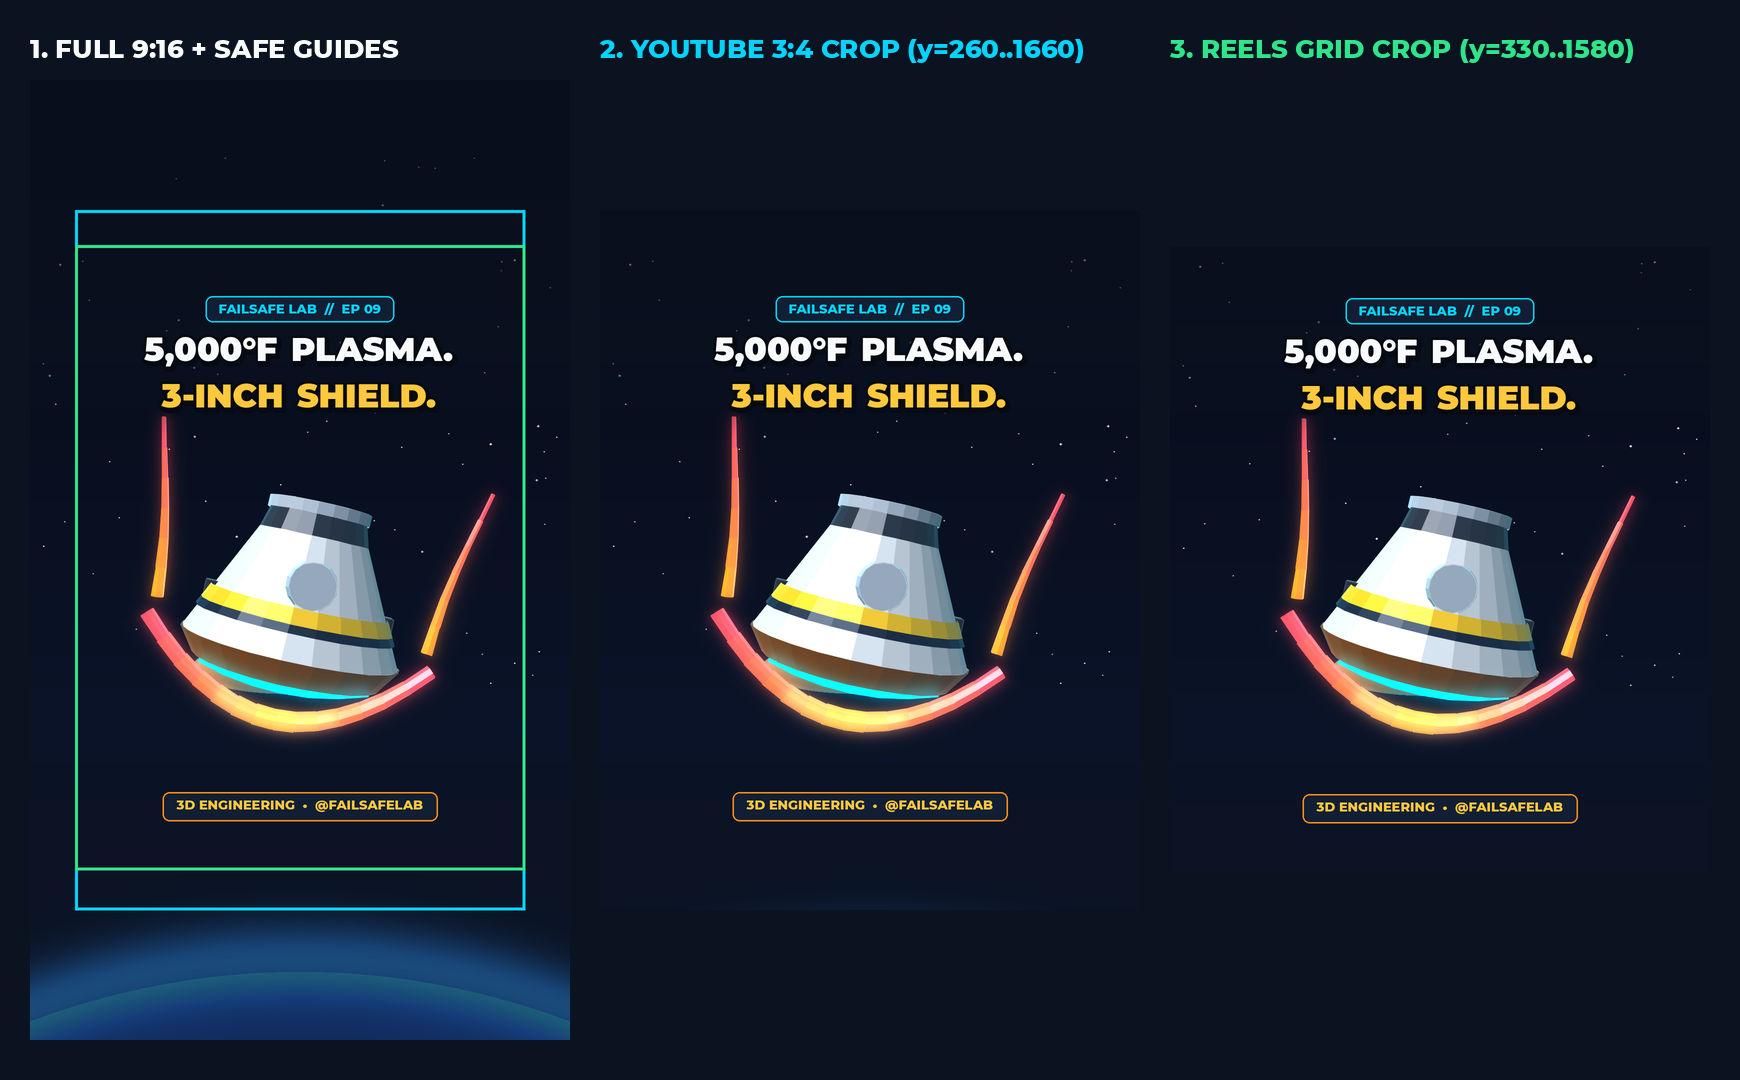 1. FULL 9:16 + SAFE GUIDES
FAILSAFE LAB // EP 09
5,000°F PLASMA.
3-INCH SHIELD.
3D ENGINEERING • @FAILSAFELAB
2. YOUTUBE 3:4 CROP (y=260..1660)
FAILSAFE LAB // EP 09
5,000°F PLASMA.
3-INCH SHIELD.
3D ENGINEERING • @FAILSAFELAB
3. REELS GRID CROP (y=330..1580)
FAILSAFE LAB // EP 09
5,000°F PLASMA.
3-INCH SHIELD.
3D ENGINEERING • @FAILSAFELAB